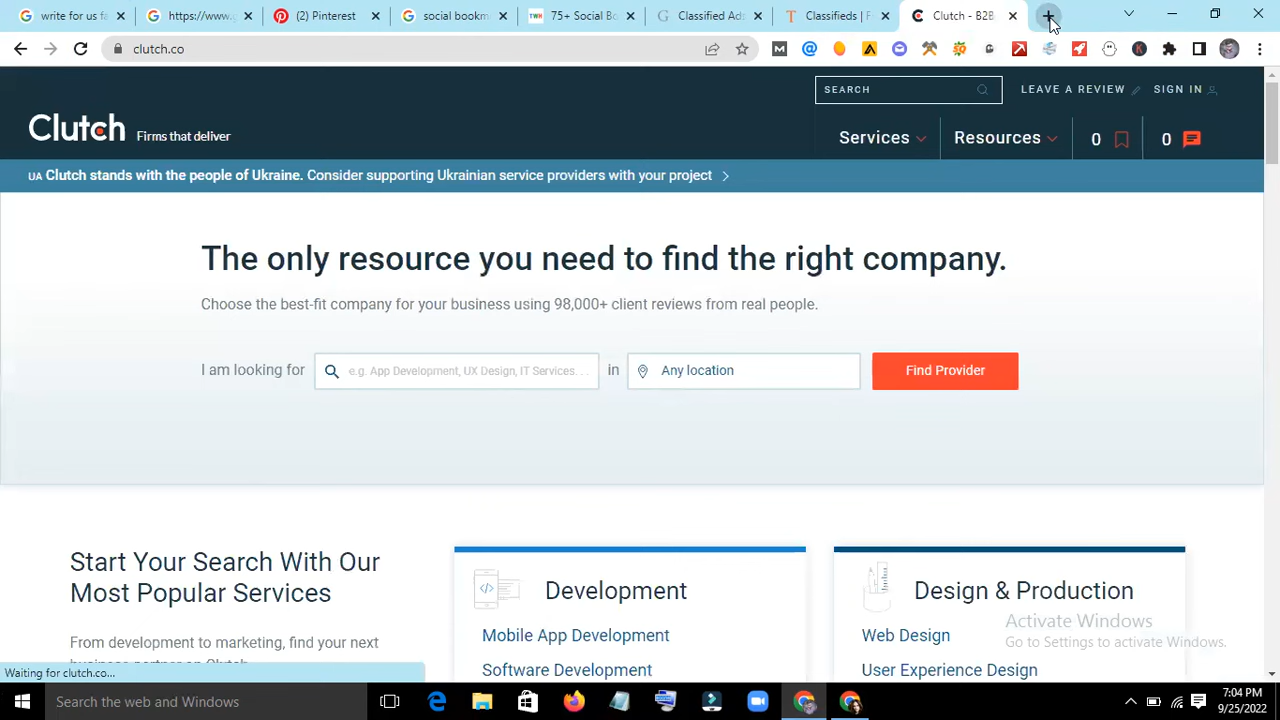 write for us fa
https://www.g
(2) Pinterest
social bookm
75+ Social Bo
Classified Ad
Classifieds | F
Clutch - B2B
clutch.co
SEARCH
LEAVE A REVIEW
SIGN IN
Clutch Firms that deliver
Services
Resources
0
0
UA Clutch stands with the people of Ukraine. Consider supporting Ukrainian service providers with your project
The only resource you need to find the right company.
Choose the best-fit company for your business using 98,000+ client reviews from real people.
I am looking for
e.g. App Development, UX Design, IT Services. . .
in
Any location
Find Provider
Start Your Search With Our
Most Popular Services
From development to marketing, find your next
Development
Mobile App Development
Software Development
Design & Production
Web Design
User Experience Design
Activate Windows
Go to Settings to activate Windows.
Waiting for clutch.co...
Search the web and Windows
7:04 PM
9/25/2022